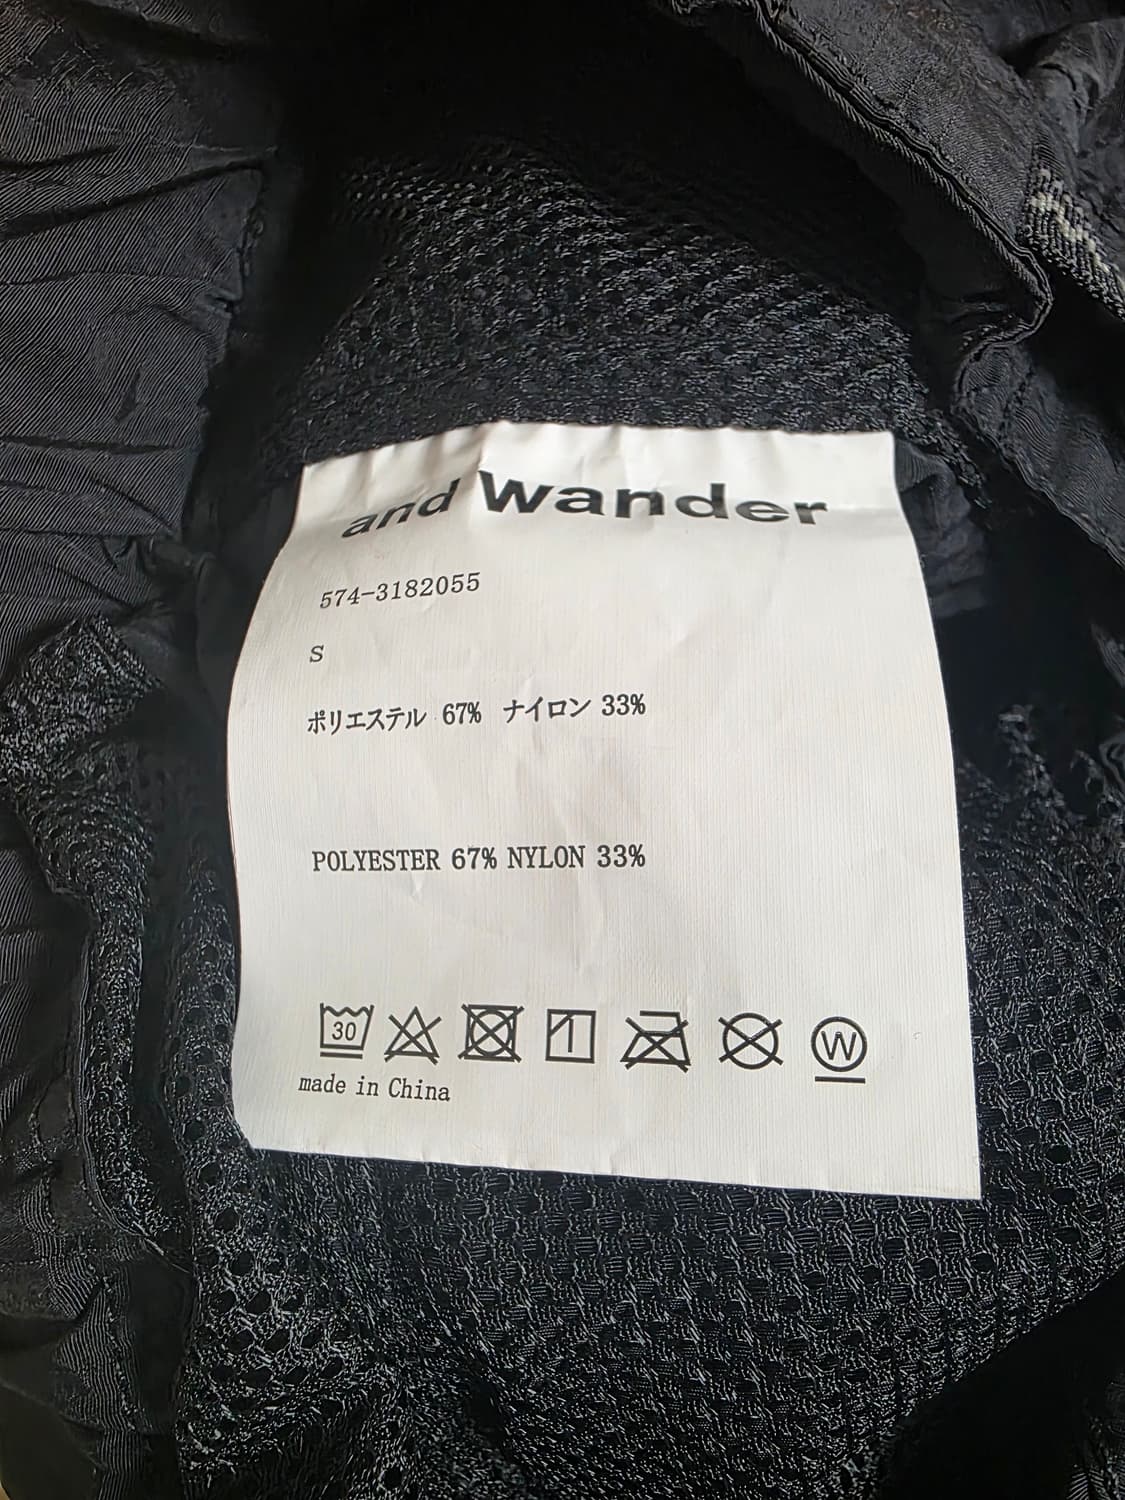 and wander
574-3182055
S
ポリエステル 67% ナイロン 33%
POLYESTER 67% NYLON 33%
30 W
made in China